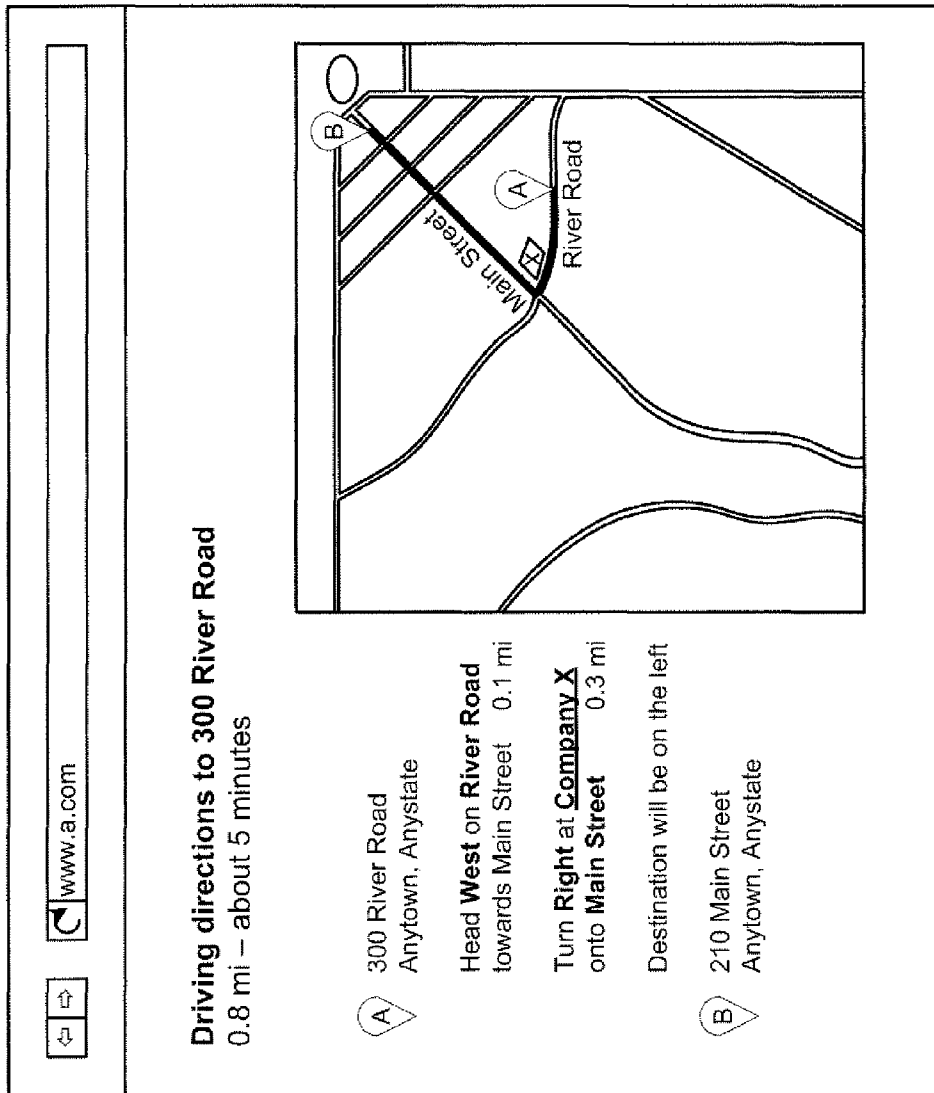 www.a.com
Driving directions to 300 River Road
0.8 mi – about 5 minutes
A
300 River Road
Anytown, Anystate
Head West on River Road
towards Main Street 0.1 mi
Turn Right at Company X
onto Main Street 0.3 mi
Destination will be on the left
B
210 Main Street
Anytown, Anystate
B
Main Street
X
A
River Road